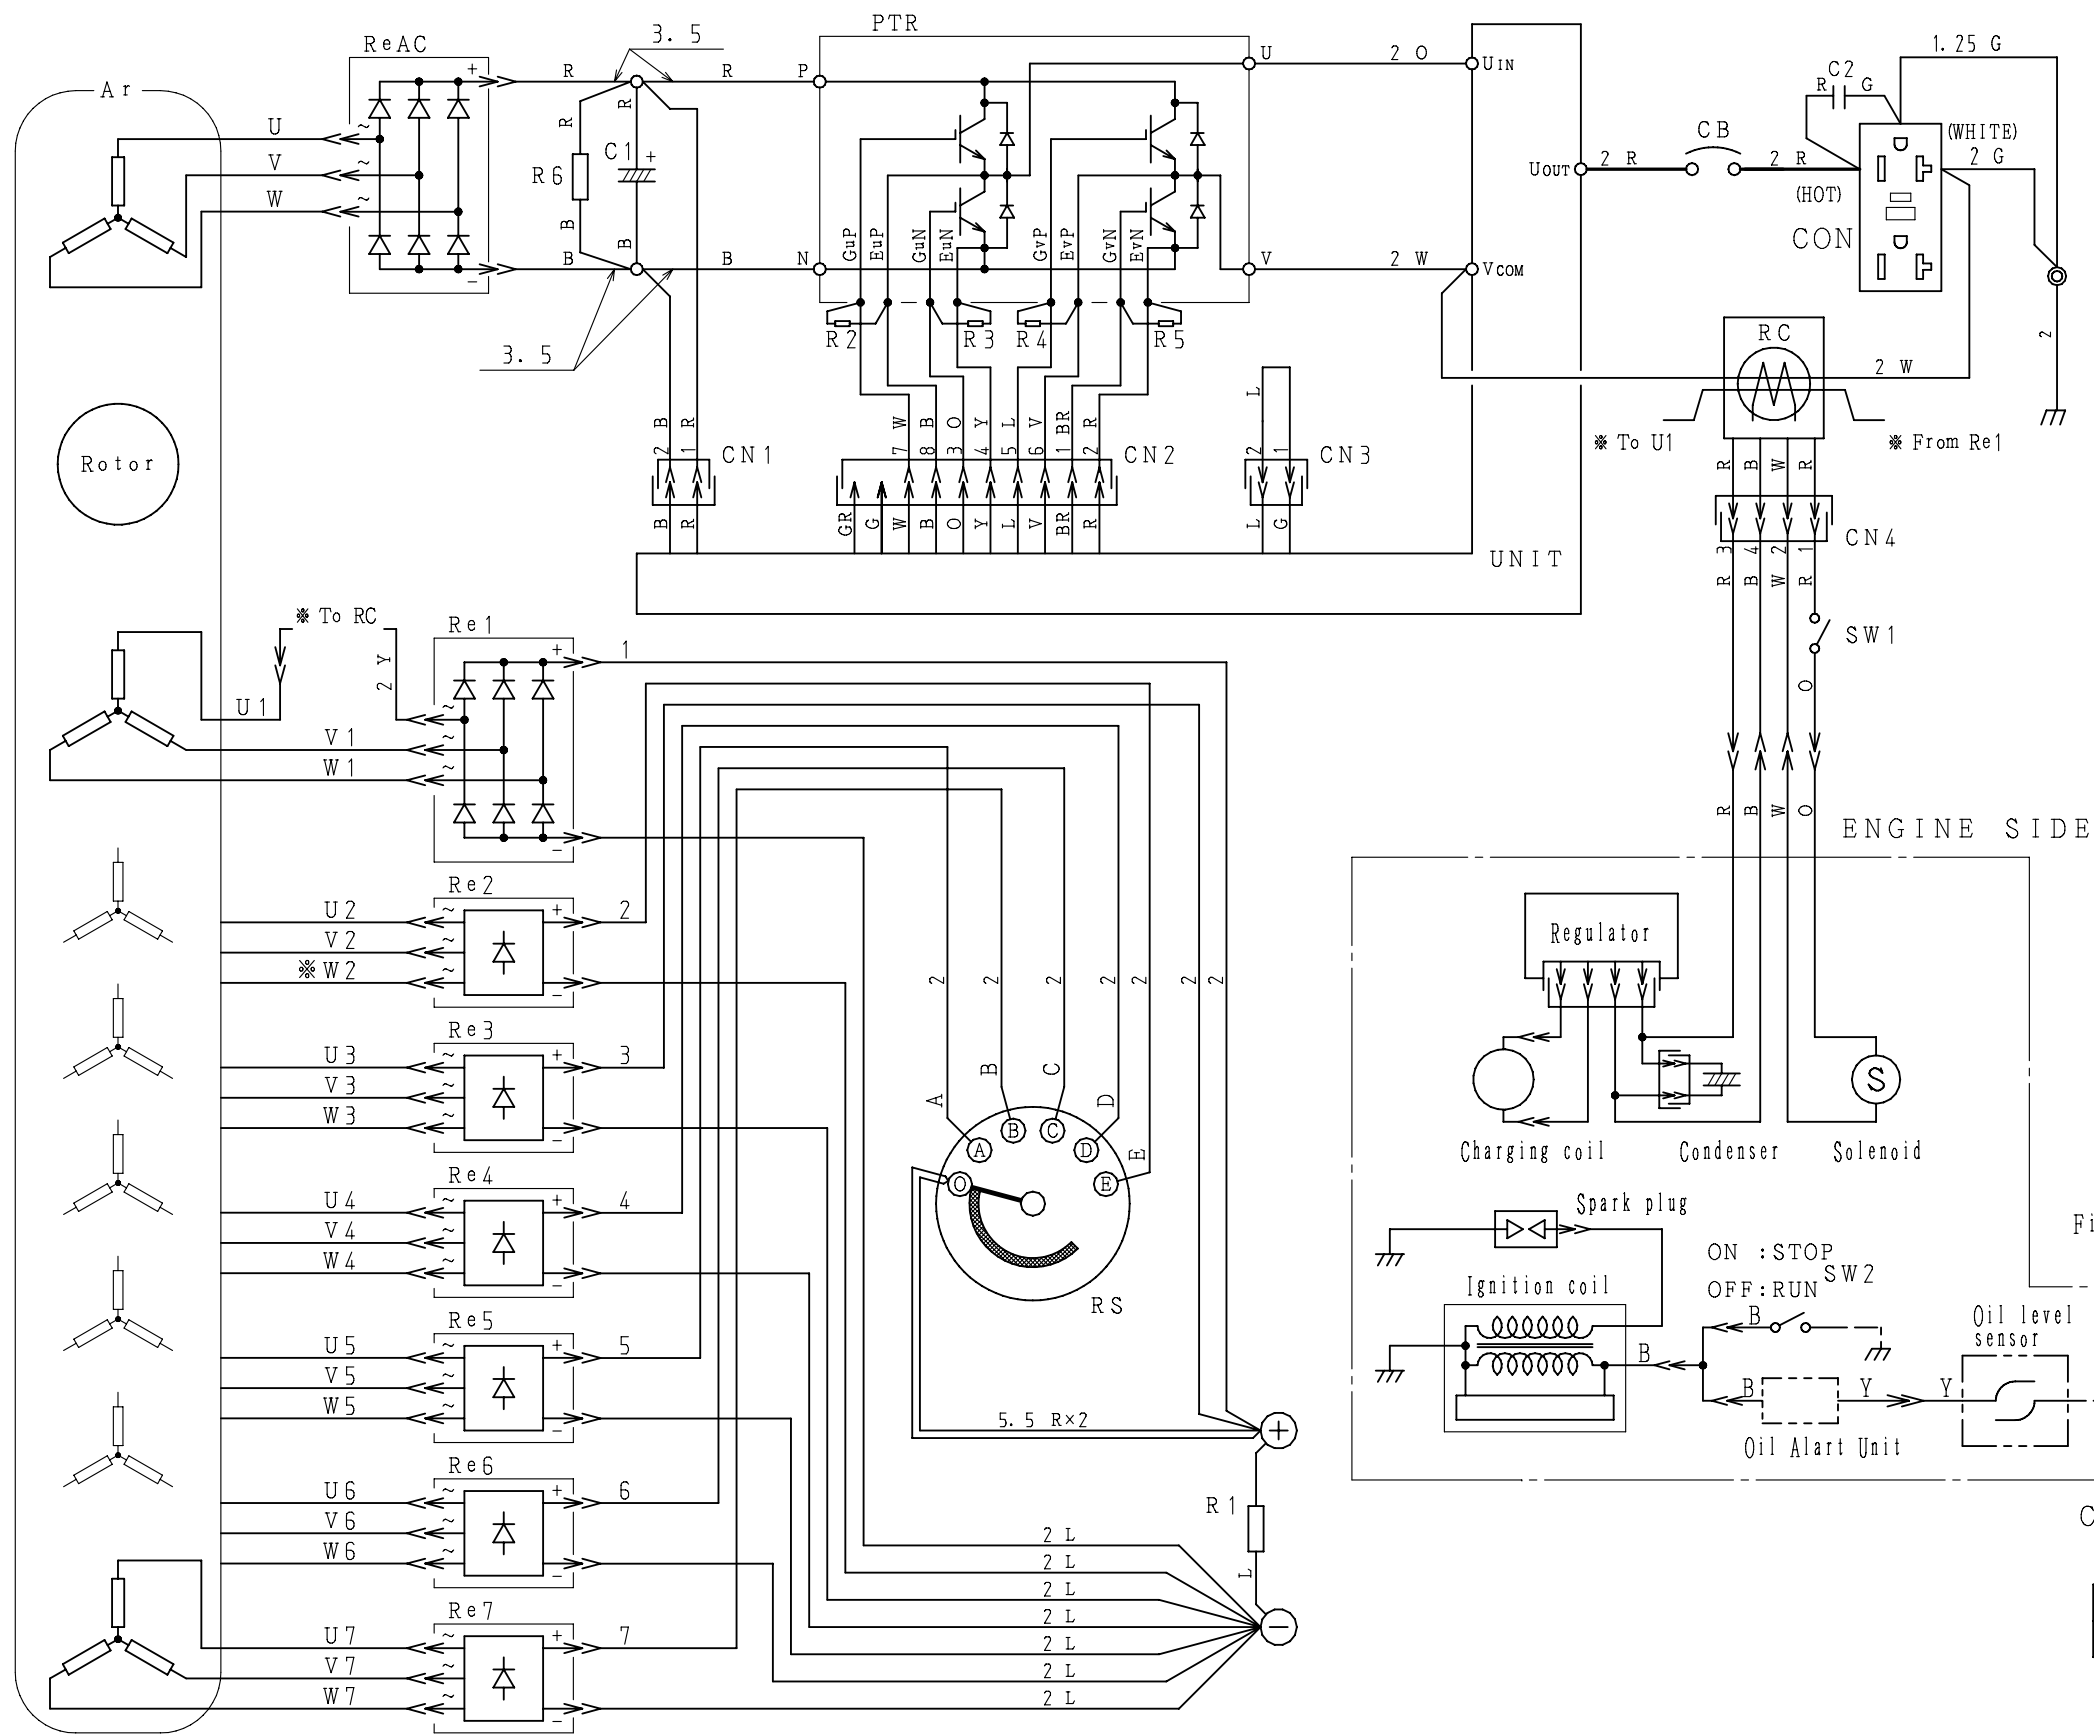 Ar
ReAC
3. 5
PTR
R
R
P
+
U
2 O
UIN
1. 25 G
C2
R
G
U
~
V
~
W
~
R
R
C1
+
R6
B
B
UOUT
2 R
CB
2 R
(HOT)
(WHITE)
2 G
CON
GuP
EuP
GuN
EuN
GvP
EvP
GvN
EvN
−
B
B
N
V
2 W
VCOM
R2
R3
R4
R5
3. 5
RC
2 W
2
※ To U1
※ From Re1
Rotor
B
R
2
1
CN1
B
R
W
B
O
Y
L
V
BR
R
7
8
3
4
5
6
1
2
CN2
GR
G
W
B
O
Y
L
V
BR
R
L
2
1
CN3
L
G
UNIT
R
B
W
R
CN4
3
4
2
1
R
B
W
R
SW1
O
R
B
W
O
※ To RC
2 Y
U1
V1
W1
Re1
+
~
~
~
−
1
Re2
U2
V2
※W2
~
~
~
+
−
2
Re3
U3
V3
W3
~
~
~
+
−
3
Re4
U4
V4
W4
~
~
~
+
−
4
Re5
U5
V5
W5
~
~
~
+
−
5
Re6
U6
V6
W6
~
~
~
+
−
6
Re7
U7
V7
W7
~
~
~
+
−
7
2
2
2
2
2
2
2
A
B
C
D
E
A
B
C
D
E
O
RS
5. 5 R×2
+
R1
L
−
2 L
2 L
2 L
2 L
2 L
2 L
2 L
ENGINE SIDE
Regulator
Charging coil
Condenser
S
Solenoid
Spark plug
Ignition coil
ON :STOP
OFF:RUN
SW2
B
B
B
Y
Y
Oil Alart Unit
Oil level
sensor
Fi
C